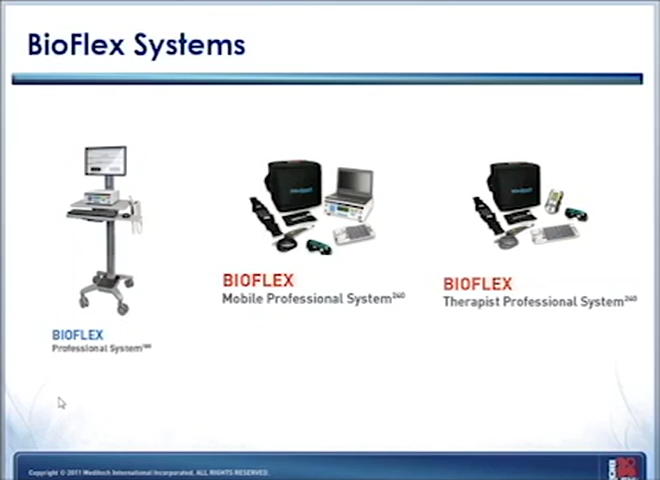 BioFlex Systems
BIOFLEX
Mobile Professional System²⁴⁰
BIOFLEX
Therapist Professional System²⁴⁰
BIOFLEX
Professional System
Copyright © 2011 Meditech International Incorporated. ALL RIGHTS RESERVED.